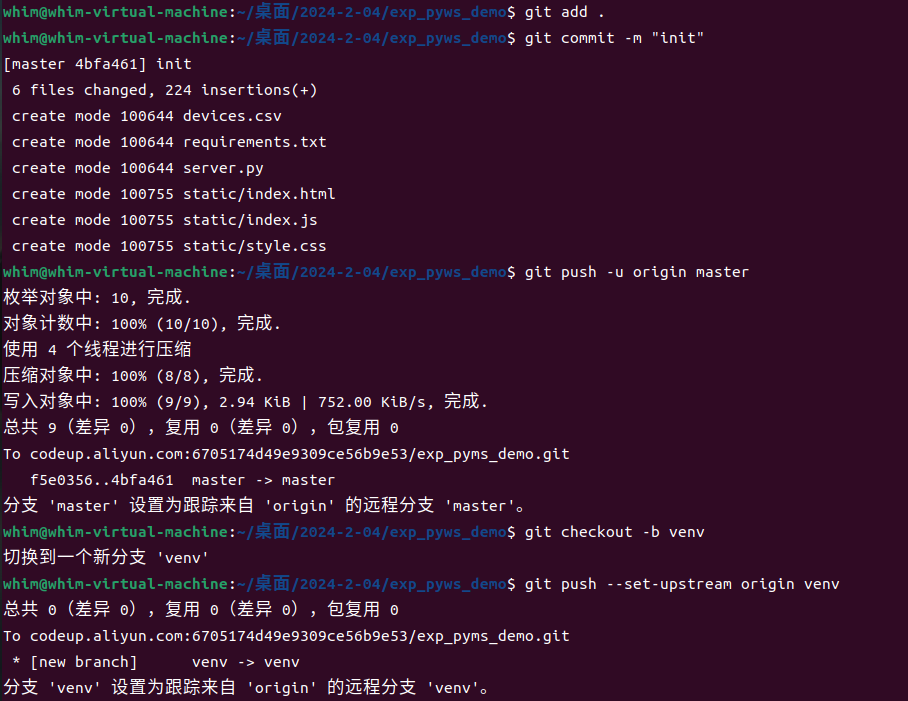 whim@whim-virtual-machine:~/桌面/2024-2-04/exp_pyws_demo$ git add .
whim@whim-virtual-machine:~/桌面/2024-2-04/exp_pyws_demo$ git commit -m "init"
[master 4bfa461] init
 6 files changed, 224 insertions(+)
 create mode 100644 devices.csv
 create mode 100644 requirements.txt
 create mode 100644 server.py
 create mode 100755 static/index.html
 create mode 100755 static/index.js
 create mode 100755 static/style.css
whim@whim-virtual-machine:~/桌面/2024-2-04/exp_pyws_demo$ git push -u origin master
枚举对象中: 10, 完成.
对象计数中: 100% (10/10), 完成.
使用 4 个线程进行压缩
压缩对象中: 100% (8/8), 完成.
写入对象中: 100% (9/9), 2.94 KiB | 752.00 KiB/s, 完成.
总共 9（差异 0），复用 0（差异 0），包复用 0
To codeup.aliyun.com:6705174d49e9309ce56b9e53/exp_pyms_demo.git
   f5e0356..4bfa461  master -> master
分支 'master' 设置为跟踪来自 'origin' 的远程分支 'master'。
whim@whim-virtual-machine:~/桌面/2024-2-04/exp_pyws_demo$ git checkout -b venv
切换到一个新分支 'venv'
whim@whim-virtual-machine:~/桌面/2024-2-04/exp_pyws_demo$ git push --set-upstream origin venv
总共 0（差异 0），复用 0（差异 0），包复用 0
To codeup.aliyun.com:6705174d49e9309ce56b9e53/exp_pyms_demo.git
 * [new branch]      venv -> venv
分支 'venv' 设置为跟踪来自 'origin' 的远程分支 'venv'。